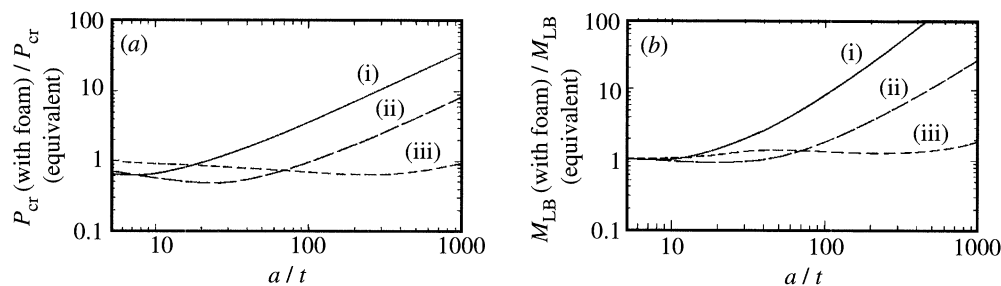 P_cr (with foam) / P_cr
(equivalent)
100
10
1
0.1
(a)
(i)
(ii)
(iii)
10
100
1000
a / t
M_LB (with foam) / M_LB
(equivalent)
100
10
1
0.1
(b)
(i)
(ii)
(iii)
10
100
1000
a / t